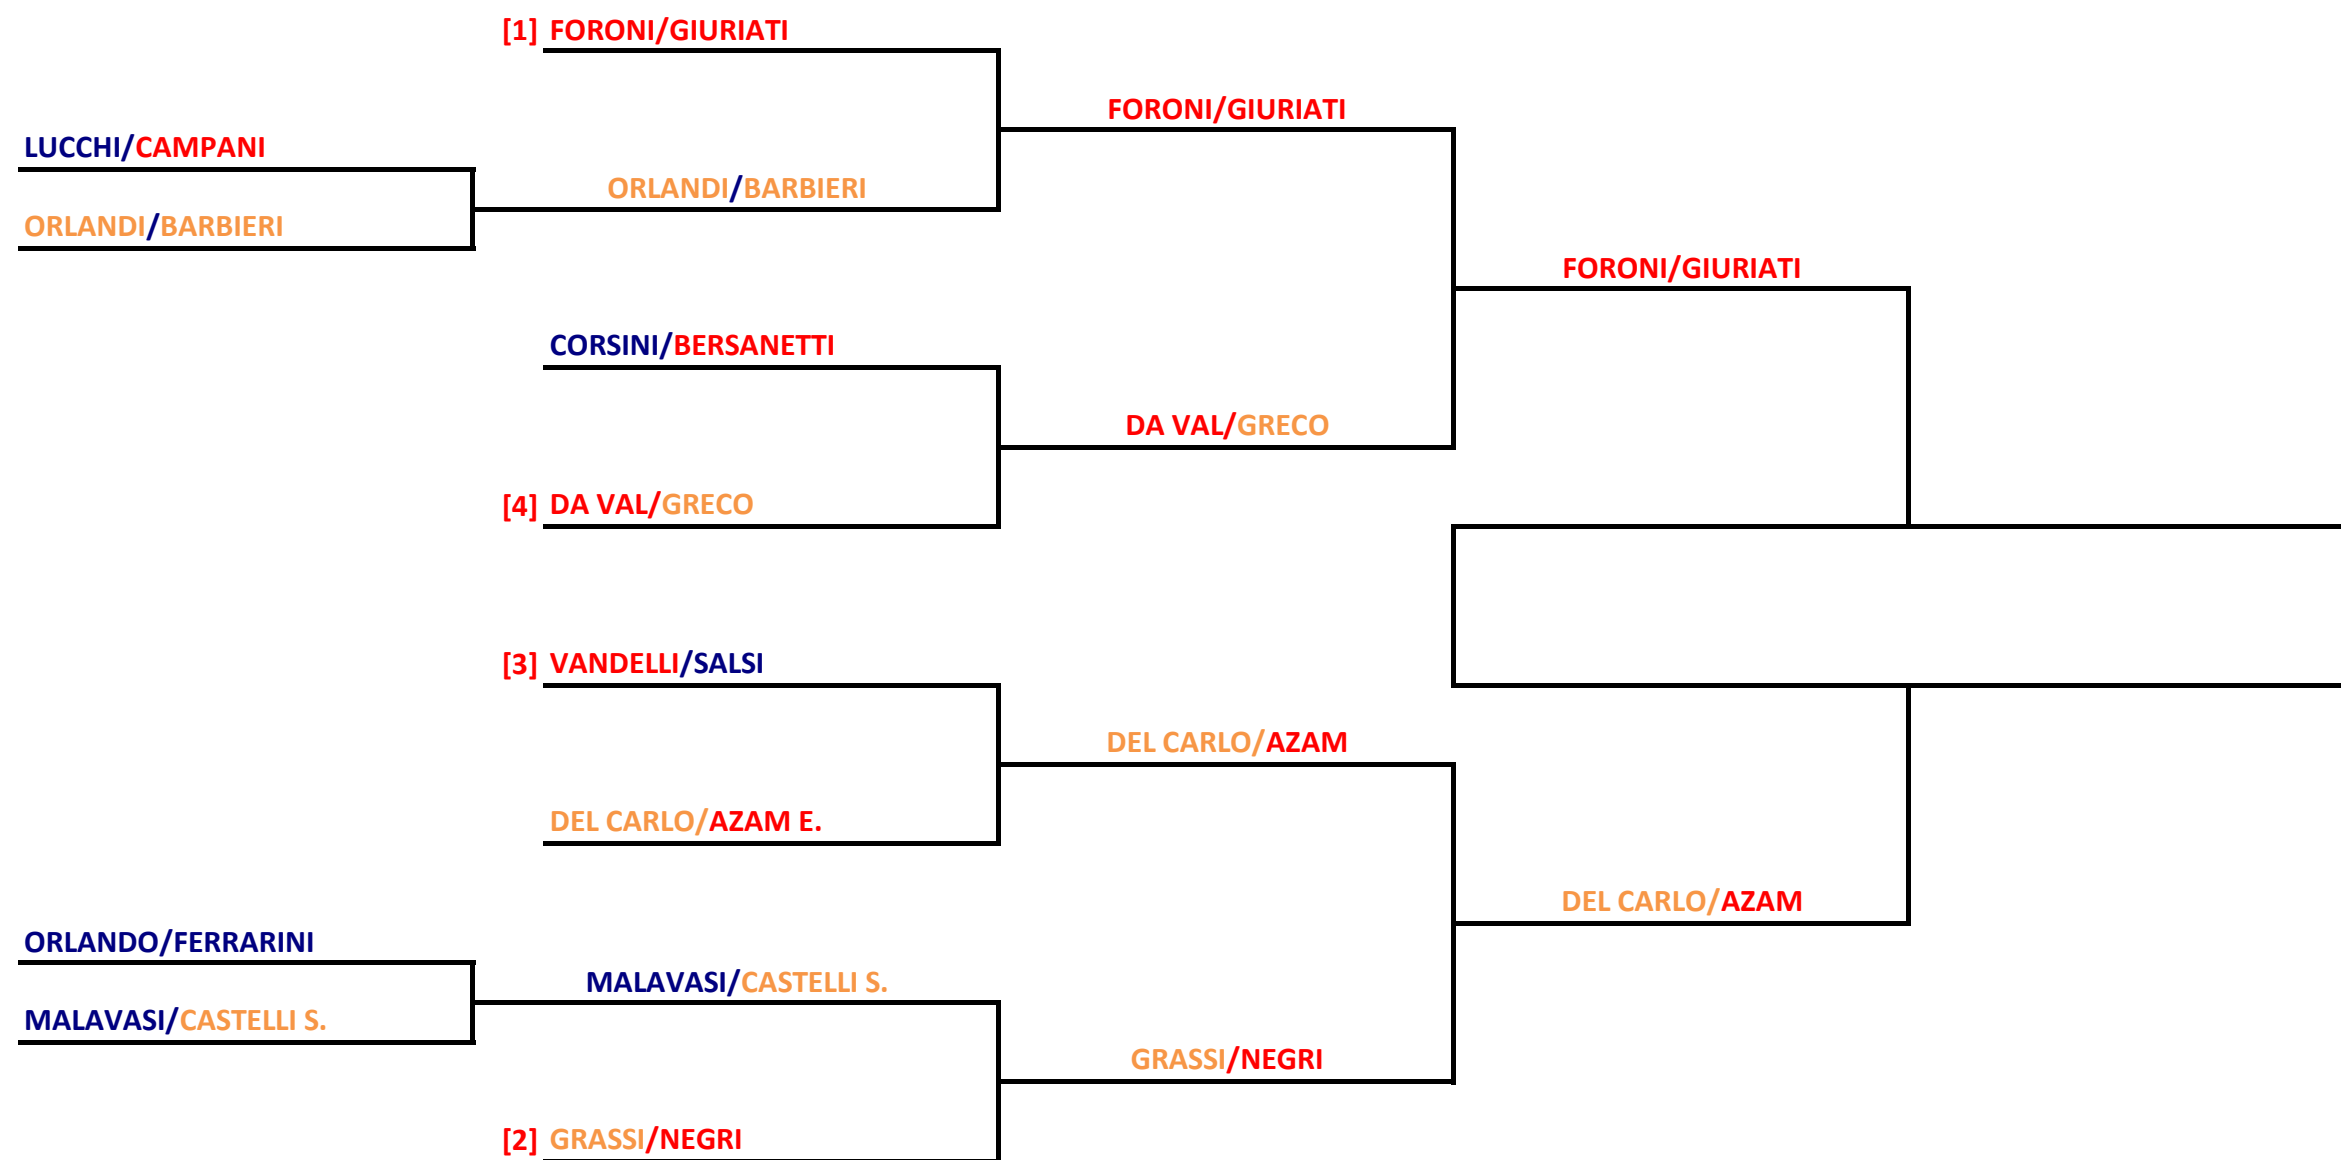 [1] FORONI/GIURIATI
FORONI/GIURIATI
LUCCHI/CAMPANI
ORLANDI/BARBIERI
ORLANDI/BARBIERI
FORONI/GIURIATI
CORSINI/BERSANETTI
DA VAL/GRECO
[4] DA VAL/GRECO
[3] VANDELLI/SALSI
DEL CARLO/AZAM
DEL CARLO/AZAM E.
DEL CARLO/AZAM
ORLANDO/FERRARINI
MALAVASI/CASTELLI S.
MALAVASI/CASTELLI S.
GRASSI/NEGRI
[2] GRASSI/NEGRI